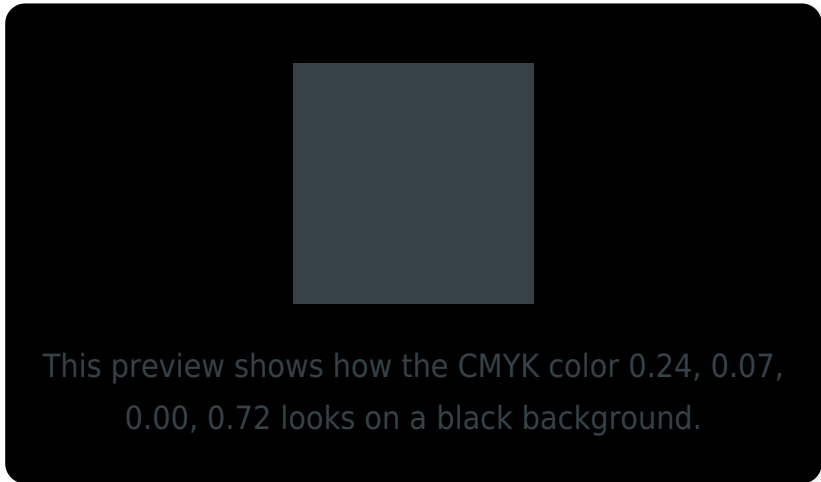 This preview shows how the CMYK color 0.24, 0.07,
0.00, 0.72 looks on a black background.